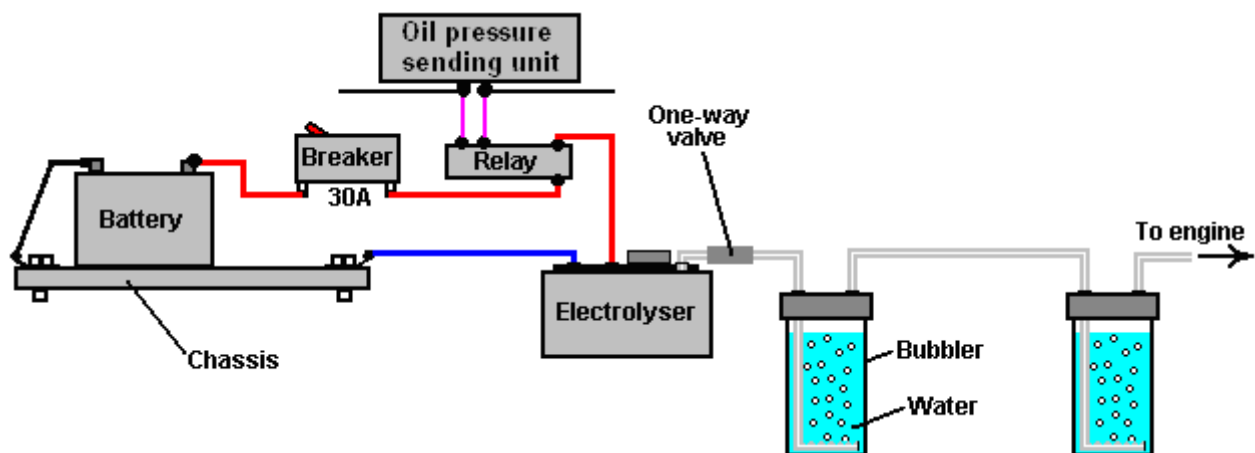 Oil pressure
sending unit
One-way
valve
Breaker
Relay
30A
Battery
To engine
Electrolyser
Chassis
Bubbler
Water